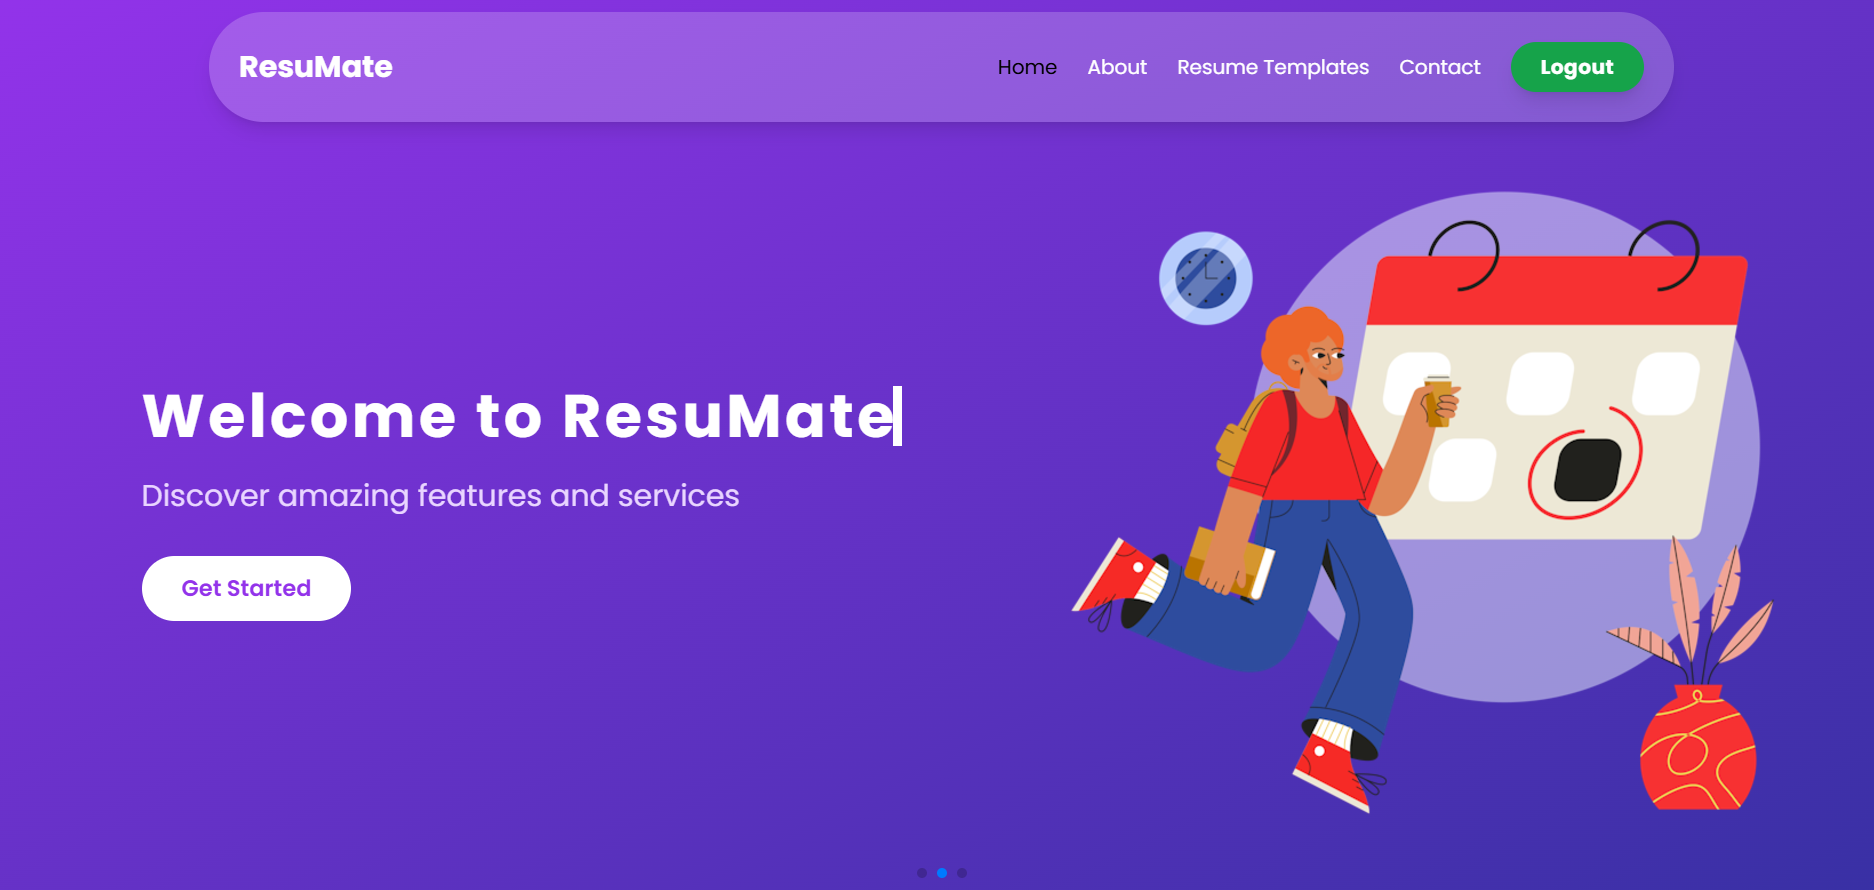 ResuMate
Home About Resume Templates Contact Logout
Welcome to ResuMate
Discover amazing features and services
Get Started